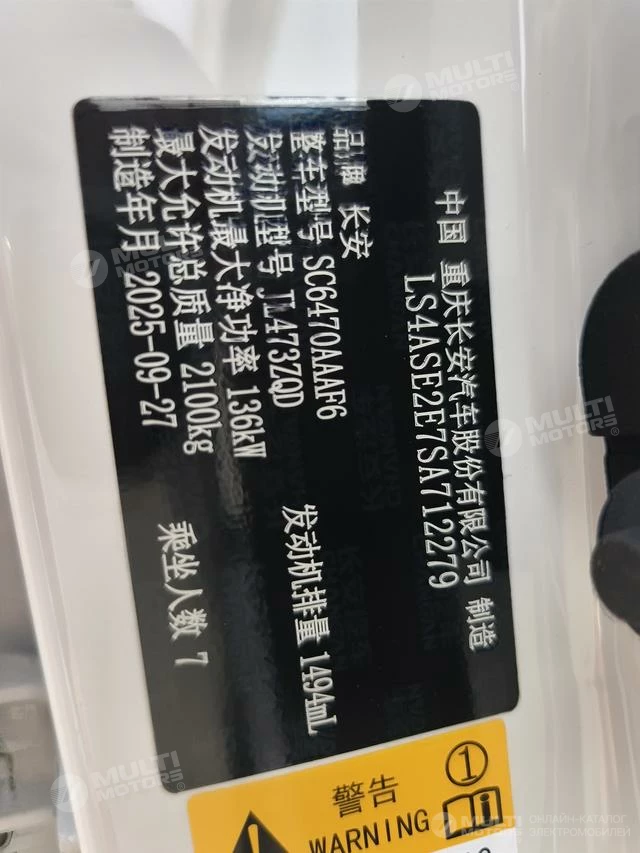 中国 重庆长安汽车股份有限公司 制造
LS4ASE2E7SA712279
品牌 长安
整车型号 SC6470AAAF6
发动机型号 JL473ZQD 发动机排量 1494mL
发动机最大净功率 136kW
最大允许总质量 2100kg 乘坐人数 7
制造年月 2025-09-27
警告 1
WARNING
MULTI
MOTORS
MULTI
MOTORS
MULTI
MOTORS
MULTI
MOTORS
MULTI
MOTORS
ОНЛАЙН-КАТАЛОГ
ЭЛЕКТРОМОБИЛЕЙ